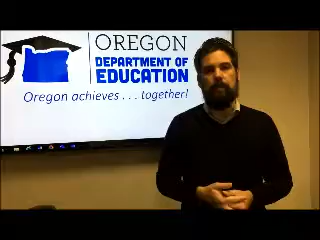 OREGON
DEPARTMENT OF
EDUCATION
Oregon achieves . . . together!